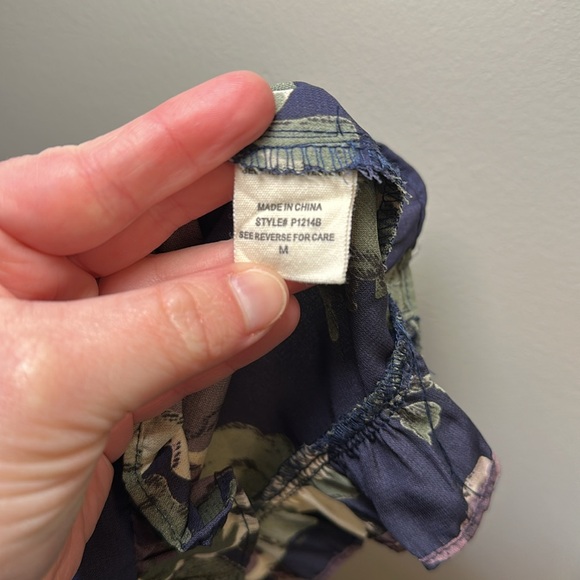 MADE IN CHINA
STYLE# P1214B
SEE REVERSE FOR CARE
M